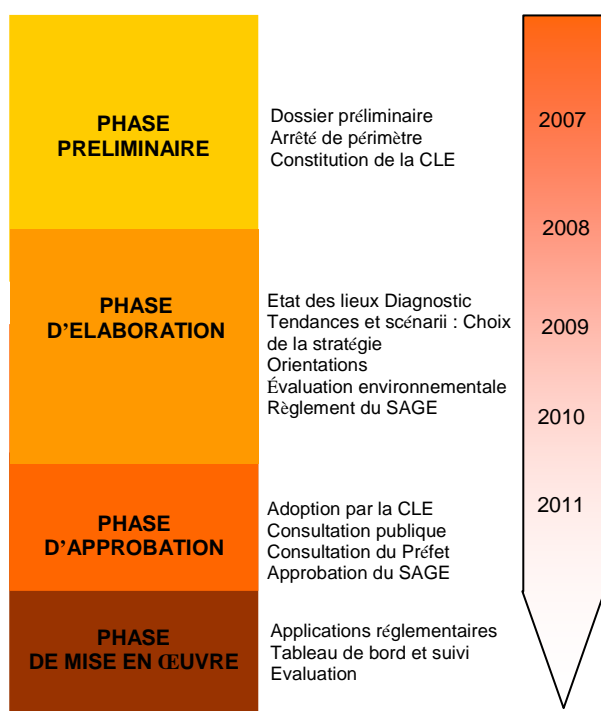 PHASE
PRELIMINAIRE
Dossier préliminaire
Arrêté de périmètre
Constitution de la CLE
2007
2008
PHASE
D'ELABORATION
Etat des lieux Diagnostic
Tendances et scénarii : Choix
de la stratégie
Orientations
Évaluation environnementale
Règlement du SAGE
2009
2010
PHASE
D'APPROBATION
Adoption par la CLE
Consultation publique
Consultation du Préfet
Approbation du SAGE
2011
PHASE
DE MISE EN ŒUVRE
Applications réglementaires
Tableau de bord et suivi
Evaluation